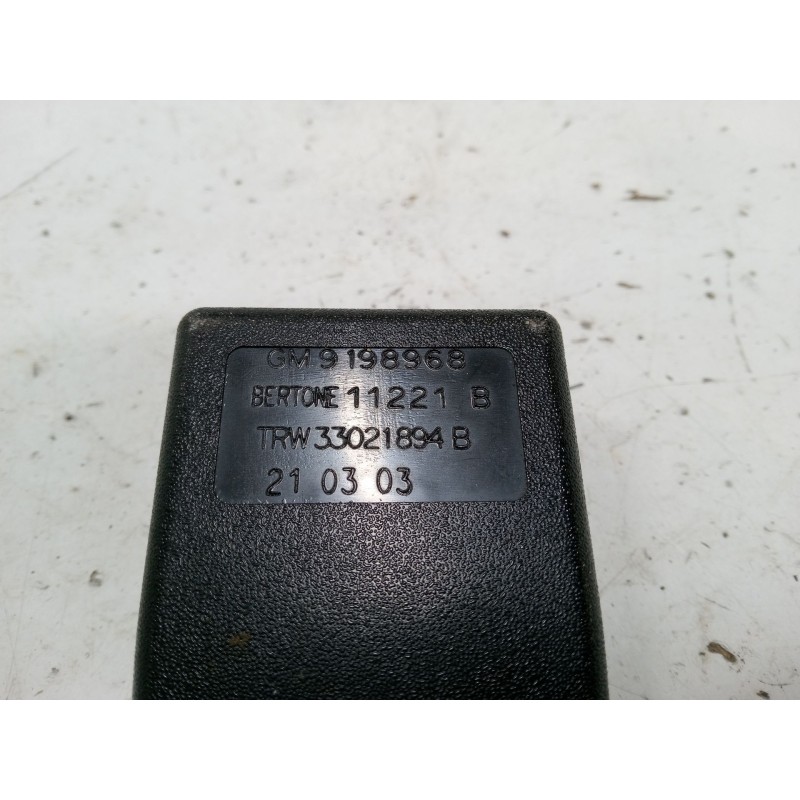 GM 9198968
BERTONE 11221 B
TRW 33021894 B
21 03 03